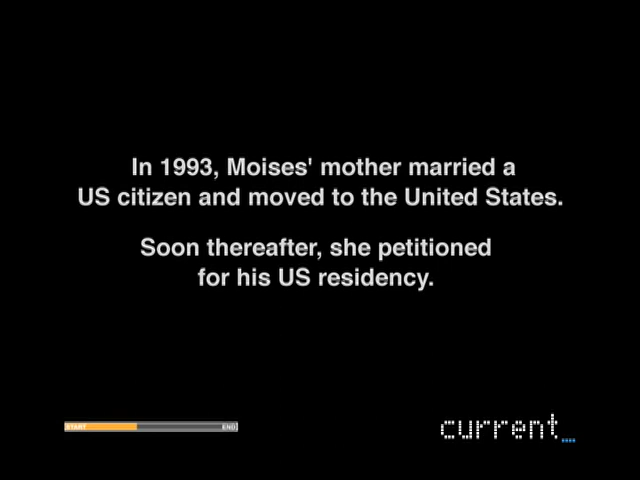 In 1993, Moises' mother married a
US citizen and moved to the United States.
Soon thereafter, she petitioned
for his US residency.
START END
current